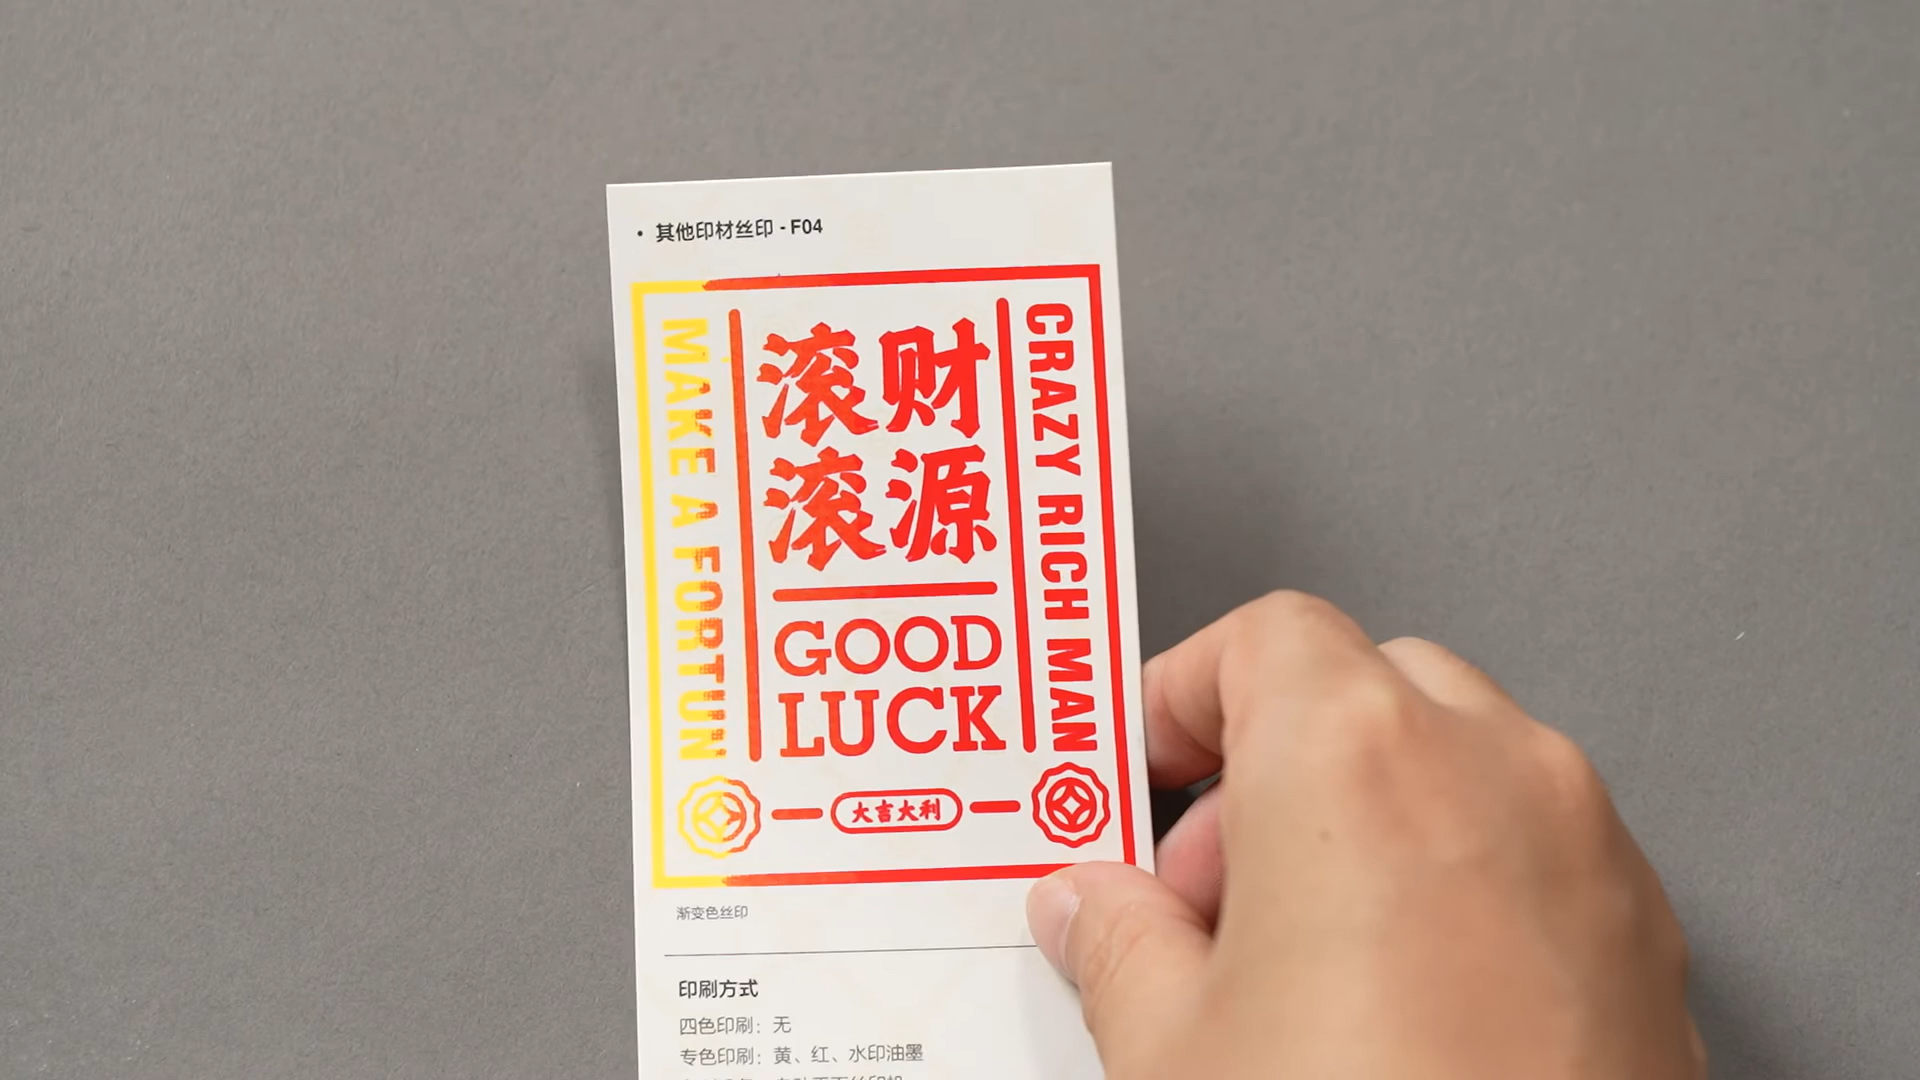 • 其他印材丝印 - F04
MAKE A FORTUN
滚财
滚源
GOOD
LUCK
CRAZY RICH MAN
大吉大利
渐变色丝印
印刷方式
四色印刷：无
专色印刷：黄、红、水印油墨